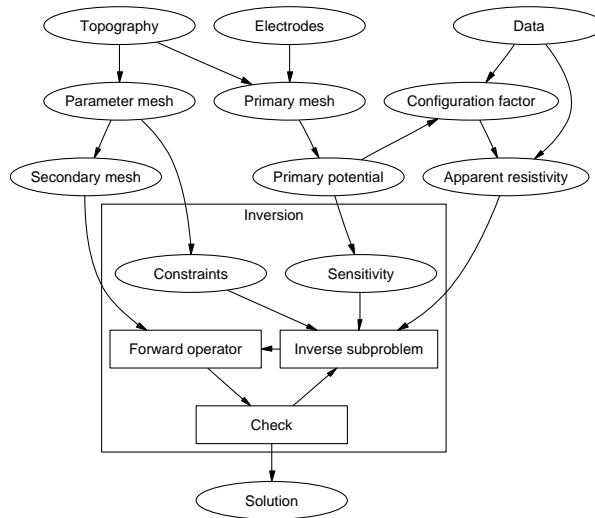 Topography
Electrodes
Data
Parameter mesh
Primary mesh
Configuration factor
Secondary mesh
Primary potential
Apparent resistivity
Inversion
Constraints
Sensitivity
Forward operator
Inverse subproblem
Check
Solution